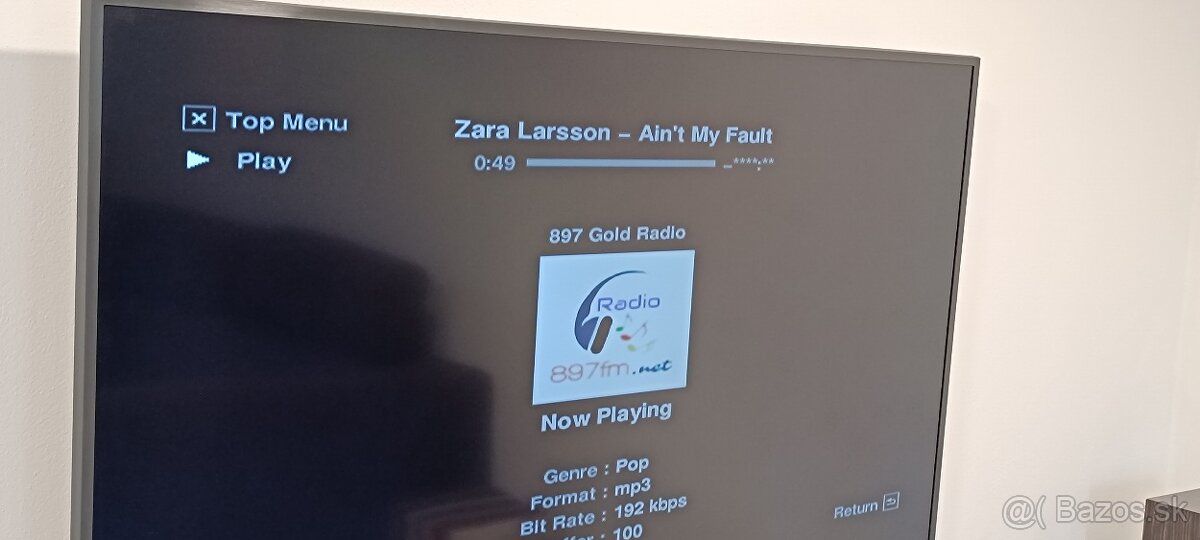 Top Menu
Play
Zara Larsson – Ain't My Fault
0:49 –****:**
897 Gold Radio
Radio
897fm.net
Now Playing
Genre : Pop
Format : mp3
Bit Rate : 192 kbps
: 100
Return
@( Bazos.sk